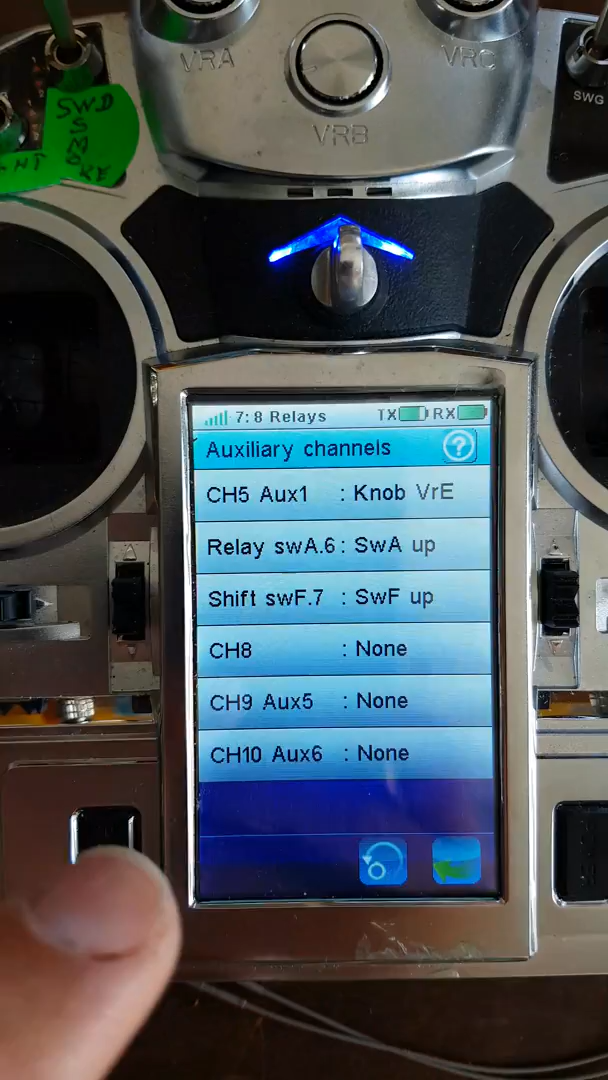 VRA
VRC
VRB
SWG
SWD
S
KE
7: 8 Relays TX RX
Auxiliary channels ?
CH5 Aux1 : Knob VrE
Relay swA.6 : SwA up
Shift swF.7 : SwF up
CH8 : None
CH9 Aux5 : None
CH10 Aux6 : None